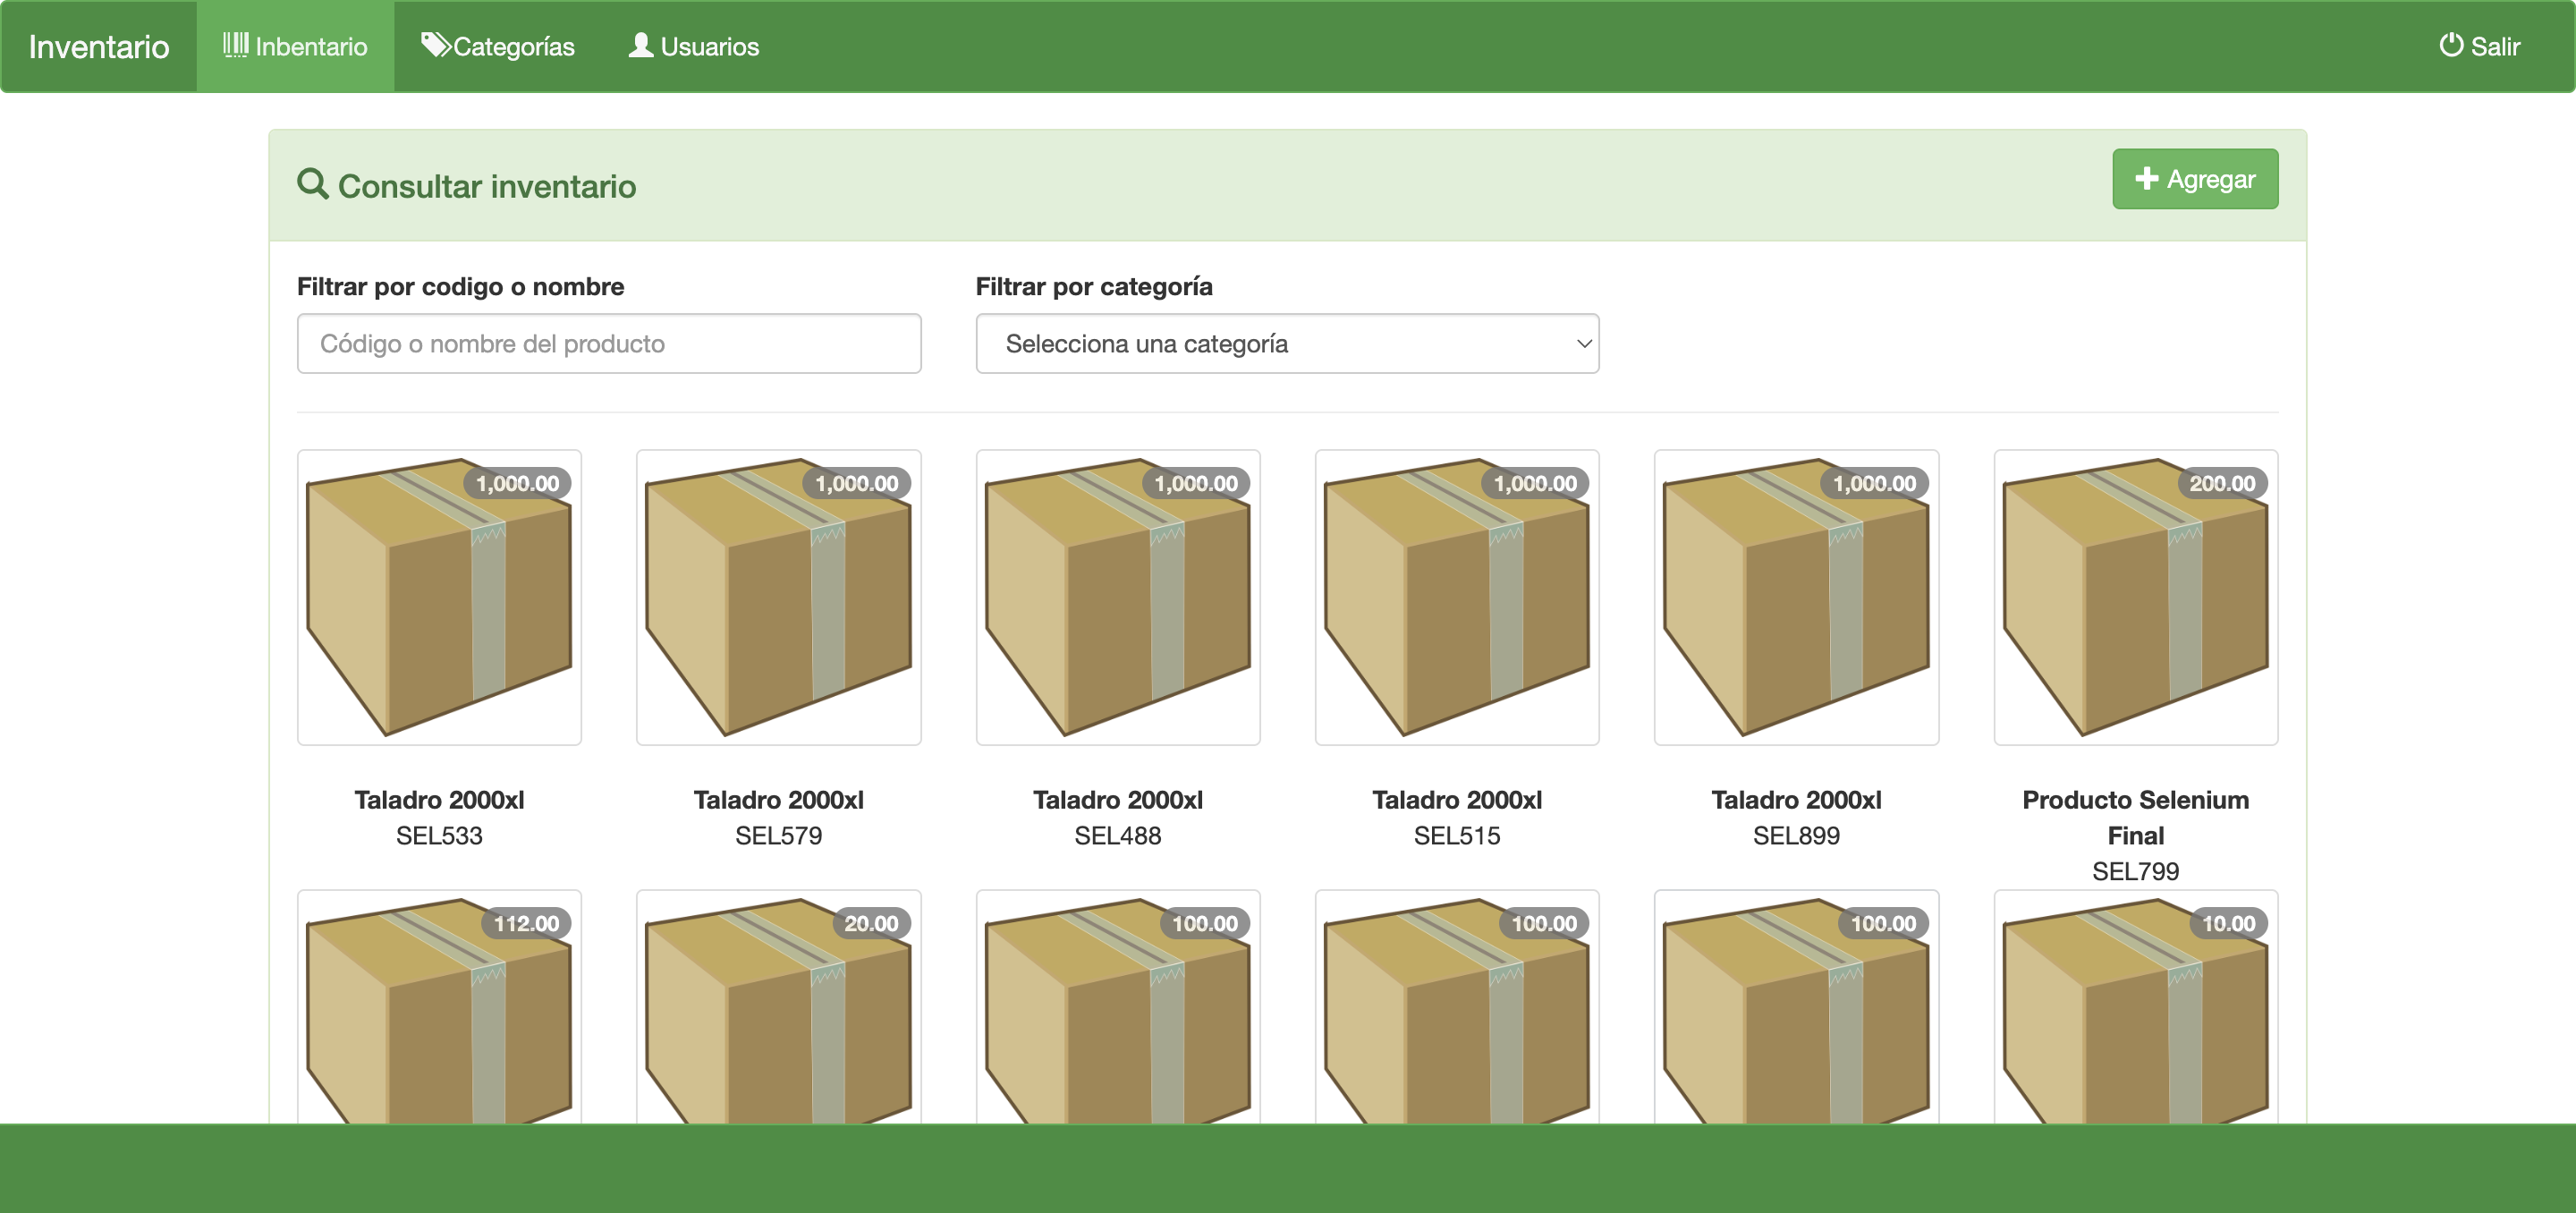 Inventario
Inbentario
Categorías
Usuarios
Salir
Consultar inventario
Agregar
Filtrar por codigo o nombre
Filtrar por categoría
Código o nombre del producto
Selecciona una categoría
1,000.00
1,000.00
1,000.00
1,000.00
1,000.00
200.00
Taladro 2000xl
SEL533
Taladro 2000xl
SEL579
Taladro 2000xl
SEL488
Taladro 2000xl
SEL515
Taladro 2000xl
SEL899
Producto Selenium
Final
SEL799
112.00
20.00
100.00
100.00
100.00
10.00